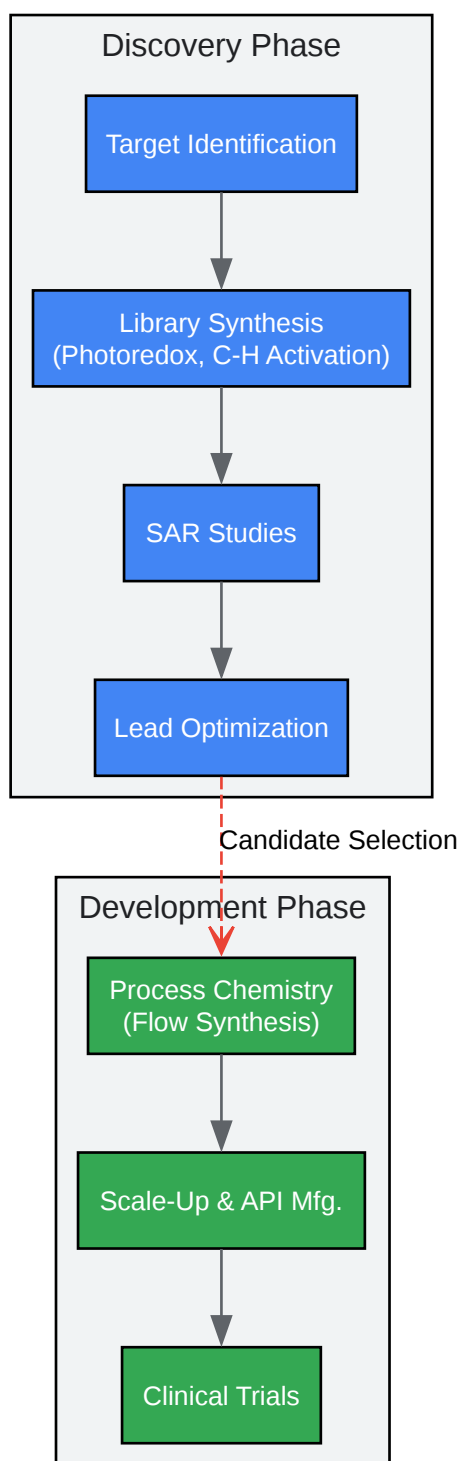 Discovery Phase
Target Identification
Library Synthesis
(Photoredox, C-H Activation)
SAR Studies
Lead Optimization
Candidate Selection
Development Phase
Process Chemistry
(Flow Synthesis)
Scale-Up & API Mfg.
Clinical Trials